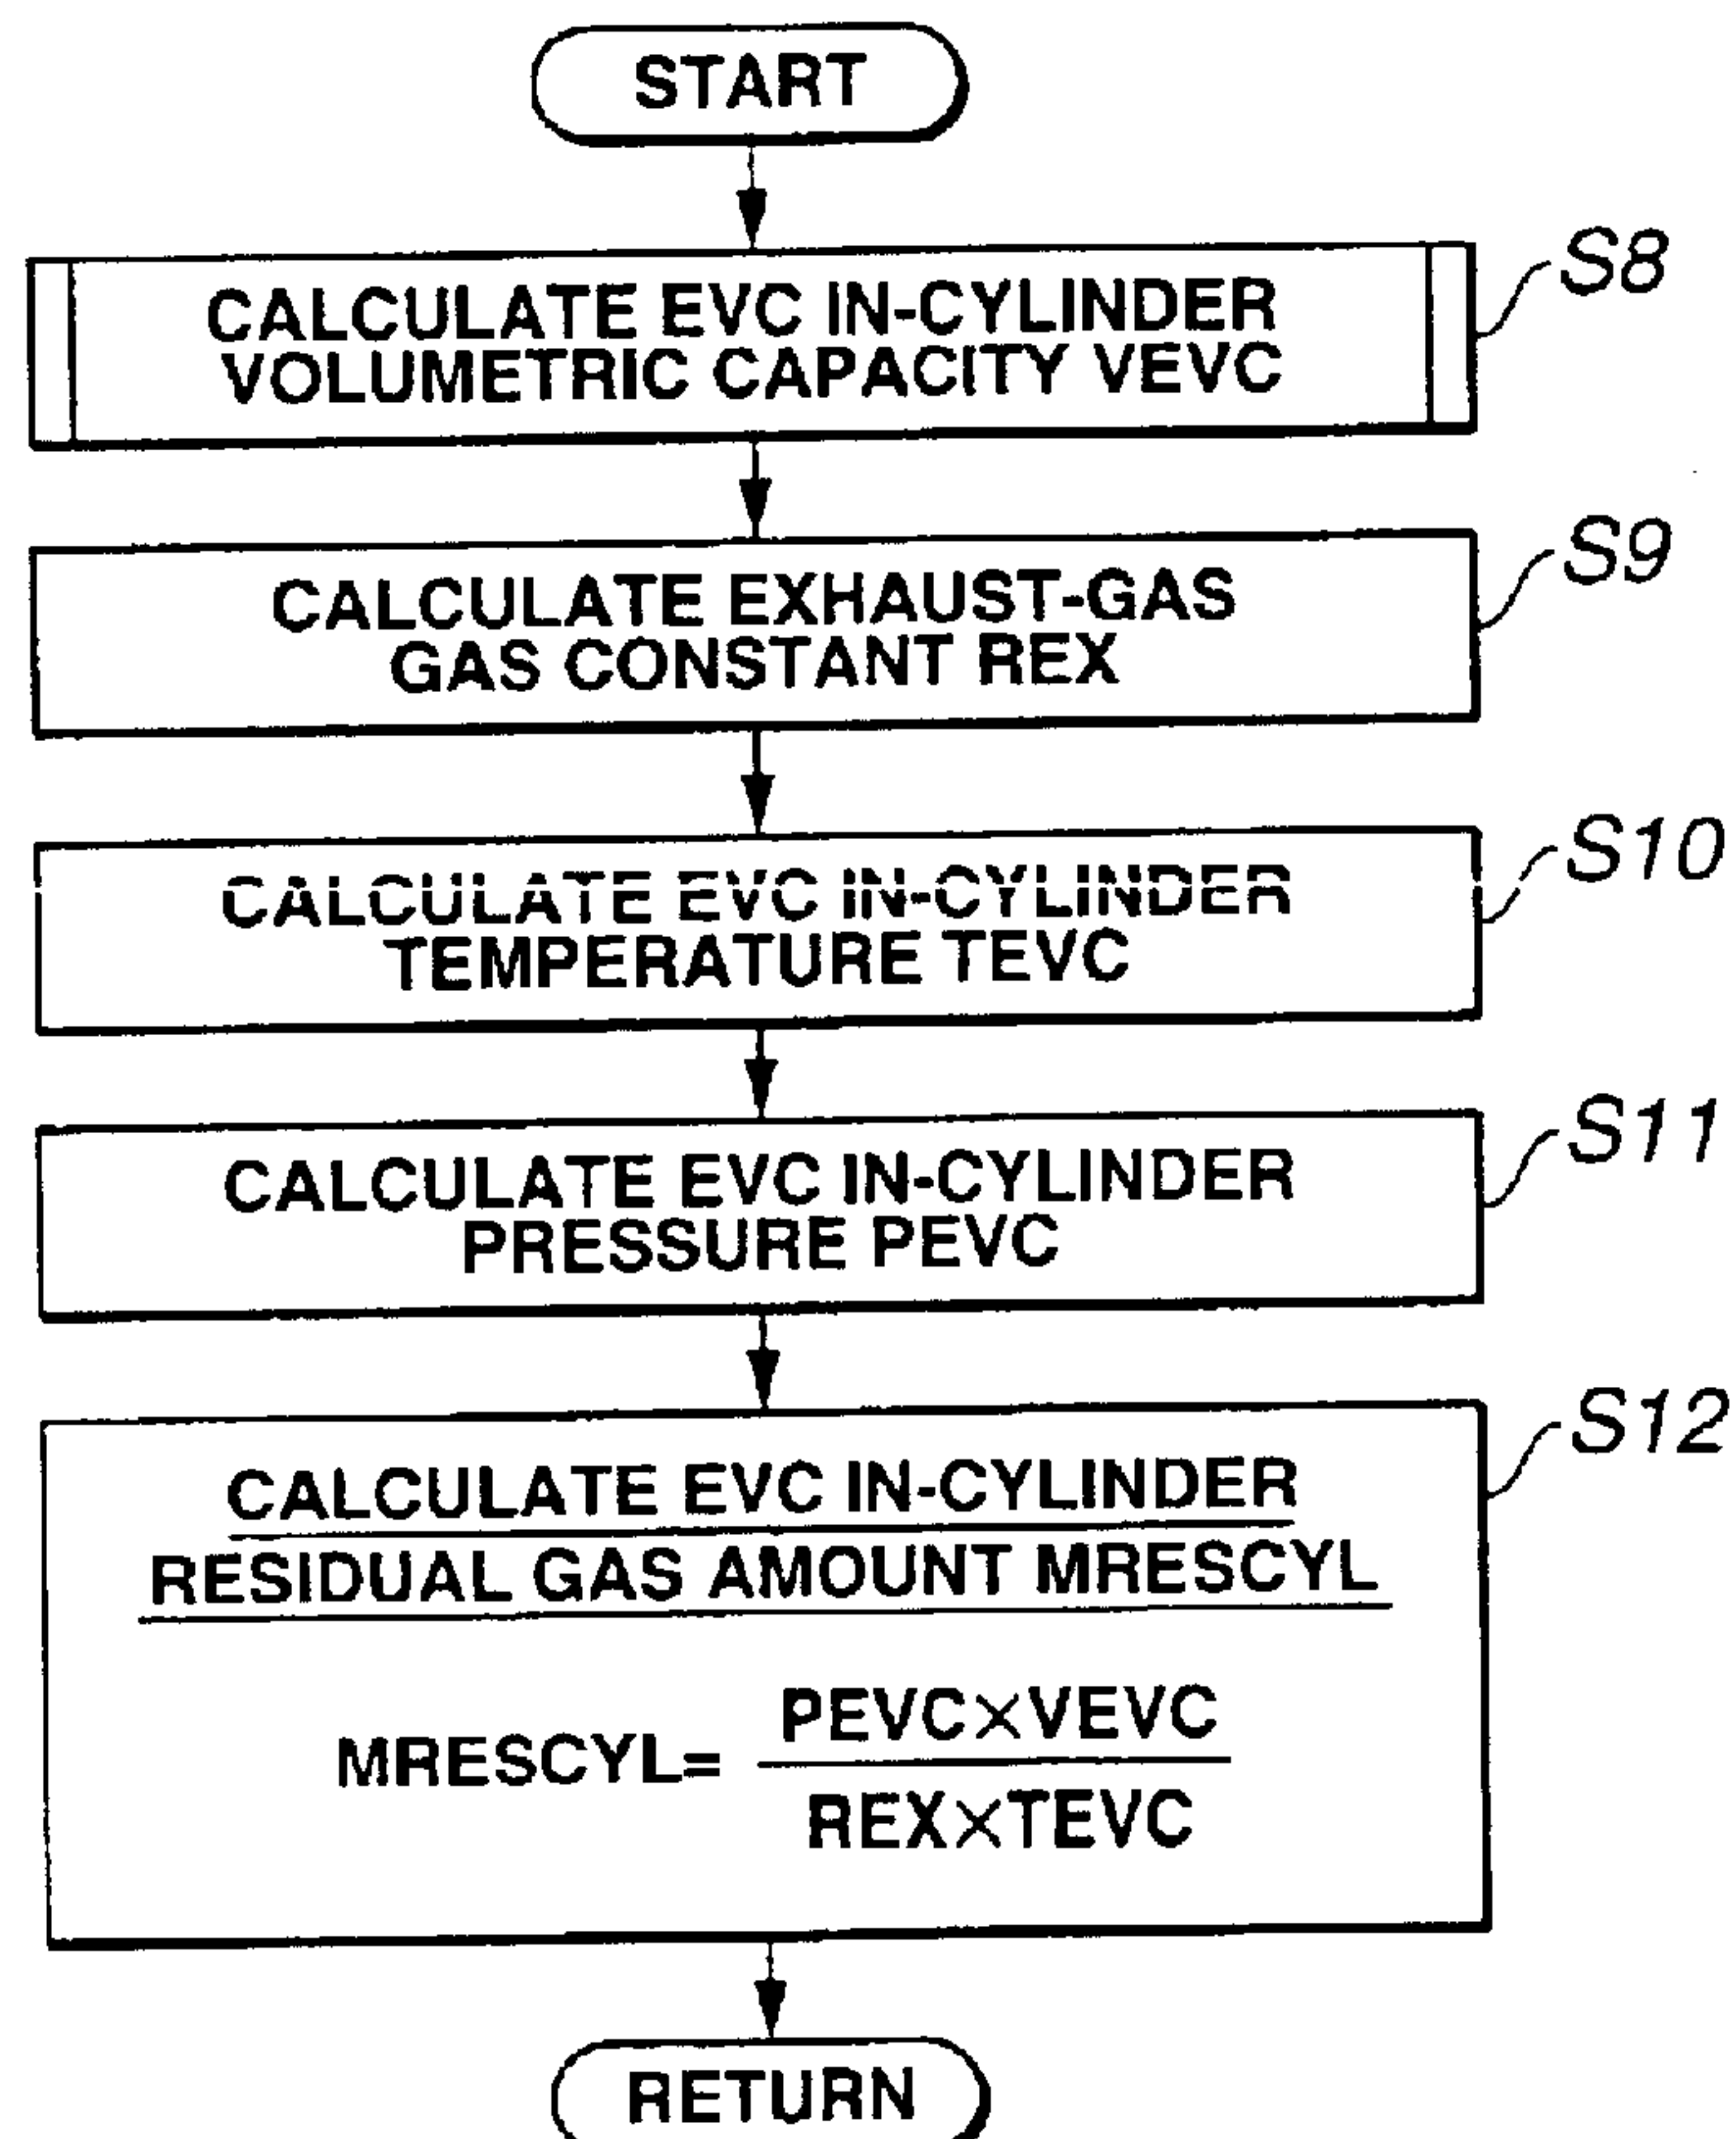 START
CALCULATE EVC IN-CYLINDER
VOLUMETRIC CAPACITY VEVC
S8
CALCULATE EXHAUST-GAS
GAS CONSTANT REX
S9
CALCULATE EVC IN-CYLINDER
TEMPERATURE TEVC
S10
CALCULATE EVC IN-CYLINDER
PRESSURE PEVC
S11
CALCULATE EVC IN-CYLINDER
RESIDUAL GAS AMOUNT MRESCYL
S12
PEVC×VEVC
MRESCYL=
REX×TEVC
RETURN